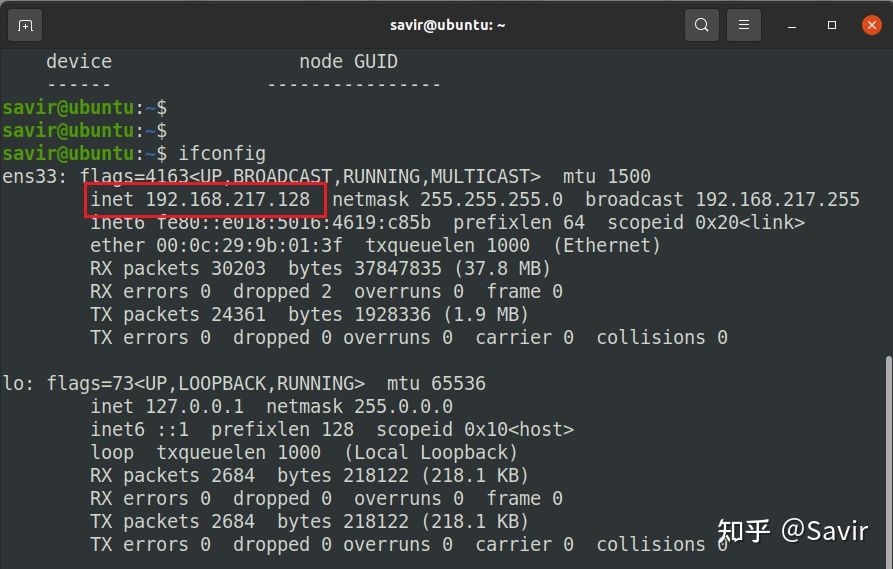 savir@ubuntu: ~
device                 node GUID
------              ----------------
savir@ubuntu:~$
savir@ubuntu:~$
savir@ubuntu:~$ ifconfig
ens33: flags=4163<UP,BROADCAST,RUNNING,MULTICAST>  mtu 1500
inet 192.168.217.128  netmask 255.255.255.0  broadcast 192.168.217.255
inet6 fe80::e018:5016:4619:c85b  prefixlen 64  scopeid 0x20<link>
ether 00:0c:29:9b:01:3f  txqueuelen 1000  (Ethernet)
RX packets 30203  bytes 37847835 (37.8 MB)
RX errors 0  dropped 2  overruns 0  frame 0
TX packets 24361  bytes 1928336 (1.9 MB)
TX errors 0  dropped 0 overruns 0  carrier 0  collisions 0
lo: flags=73<UP,LOOPBACK,RUNNING>  mtu 65536
inet 127.0.0.1  netmask 255.0.0.0
inet6 ::1  prefixlen 128  scopeid 0x10<host>
loop  txqueuelen 1000  (Local Loopback)
RX packets 2684  bytes 218122 (218.1 KB)
RX errors 0  dropped 0  overruns 0  frame 0
TX packets 2684  bytes 218122 (218.1 KB)
TX errors 0  dropped 0 overruns 0  carrier 0  collisions 0
知乎 @Savir